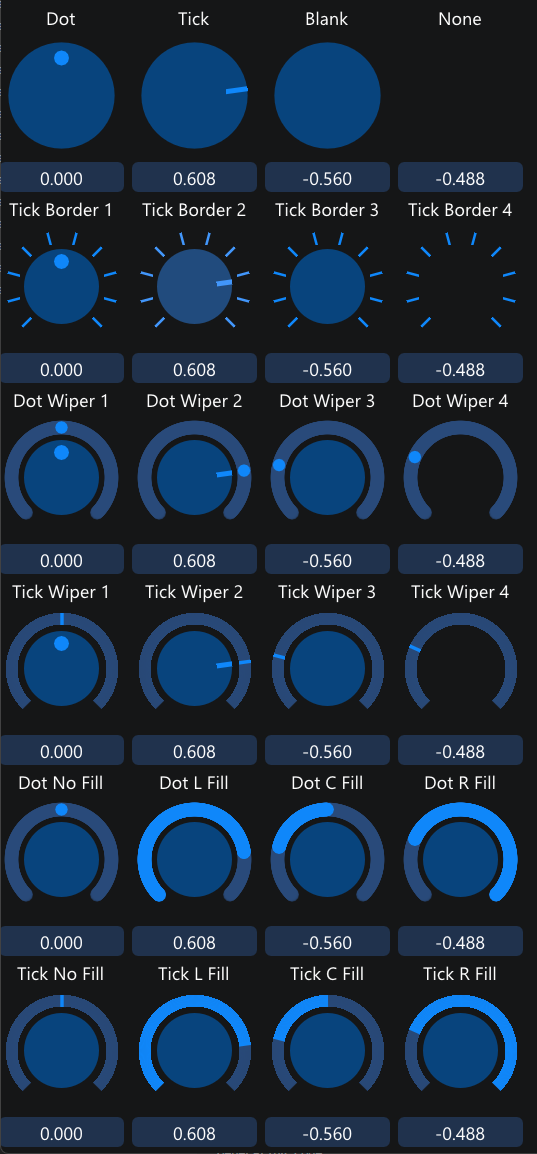 Dot Tick Blank None
0.000 0.608 -0.560 -0.488
Tick Border 1 Tick Border 2 Tick Border 3 Tick Border 4
0.000 0.608 -0.560 -0.488
Dot Wiper 1 Dot Wiper 2 Dot Wiper 3 Dot Wiper 4
0.000 0.608 -0.560 -0.488
Tick Wiper 1 Tick Wiper 2 Tick Wiper 3 Tick Wiper 4
0.000 0.608 -0.560 -0.488
Dot No Fill Dot L Fill Dot C Fill Dot R Fill
0.000 0.608 -0.560 -0.488
Tick No Fill Tick L Fill Tick C Fill Tick R Fill
0.000 0.608 -0.560 -0.488